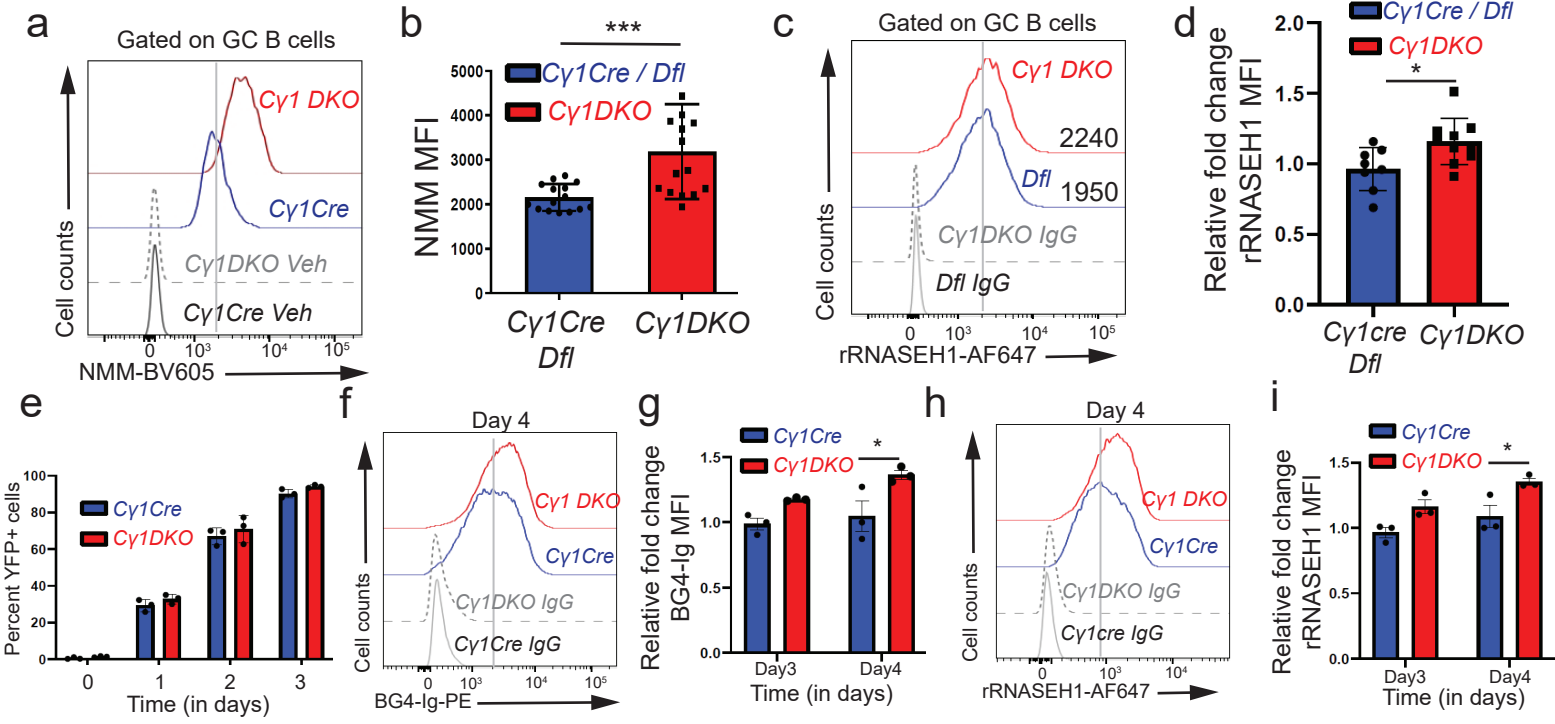 a
Gated on GC B cells
Cell counts
Cγ1 DKO
Cγ1Cre
Cγ1DKO Veh
Cγ1Cre Veh
0 10³ 10⁴ 10⁵
NMM-BV605
b
***
Cγ1Cre / Dfl
Cγ1DKO
NMM MFI
5000
4000
3000
2000
1000
0
Cγ1Cre Cγ1DKO
Dfl
c
Gated on GC B cells
Cell counts
Cγ1 DKO
2240
Dfl
1950
Cγ1DKO IgG
Dfl IgG
0 10³ 10⁴ 10⁵
rRNASEH1-AF647
d
Cγ1Cre / Dfl
Cγ1DKO
*
Relative fold change
rRNASEH1 MFI
2.0
1.5
1.0
0.5
0.0
Cγ1cre Cγ1DKO
Dfl
e
Percent YFP+ cells
100
80
60
40
20
0
Cγ1Cre
Cγ1DKO
0 1 2 3
Time (in days)
f
Day 4
Cell counts
Cγ1 DKO
Cγ1Cre
Cγ1DKO IgG
Cγ1Cre IgG
0 10³ 10⁴ 10⁵
BG4-Ig-PE
g
Cγ1Cre
Cγ1DKO
*
Relative fold change
BG4-Ig MFI
1.5
1.0
0.5
0.0
Day3 Day4
Time (in days)
h
Day 4
Cell counts
Cγ1 DKO
Cγ1Cre
Cγ1DKO IgG
Cγ1cre IgG
0 10³ 10⁴
rRNASEH1-AF647
i
Cγ1Cre
Cγ1DKO
*
Relative fold change
rRNASEH1 MFI
1.5
1.0
0.5
0.0
Day3 Day4
Time (in days)